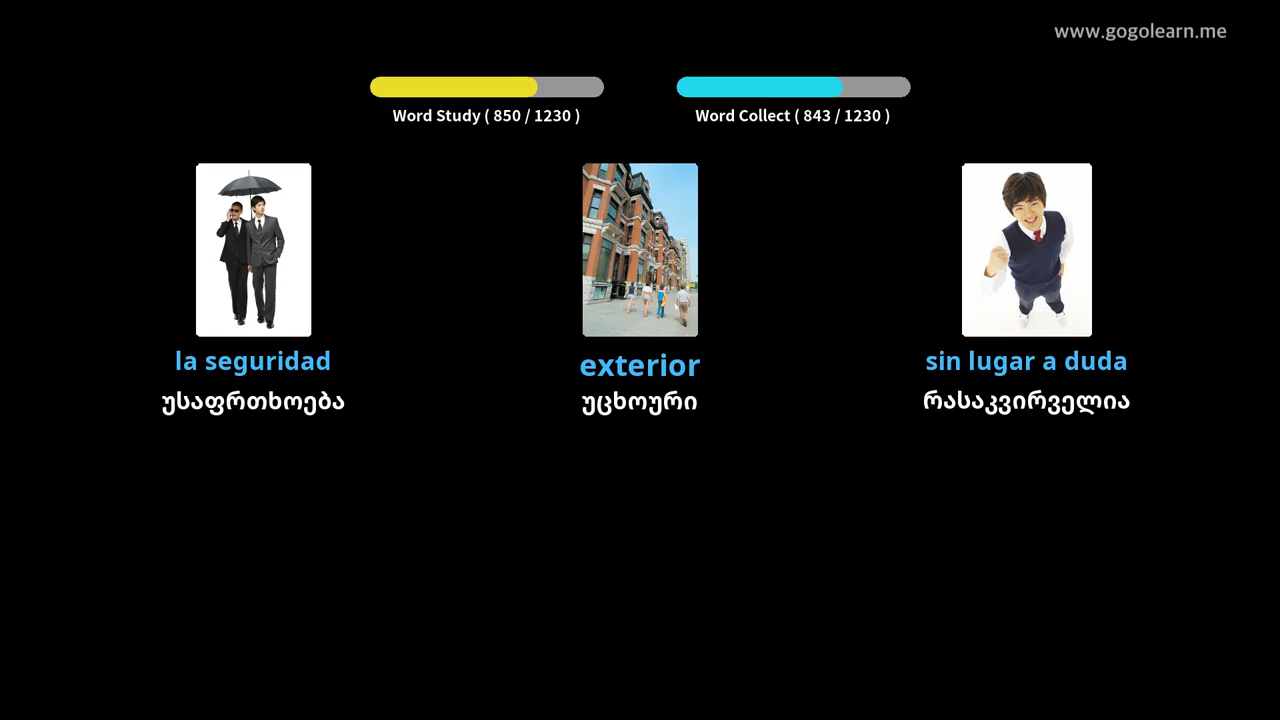 www.gogolearn.me
Word Study ( 850 / 1230 )
Word Collect ( 843 / 1230 )
la seguridad
უსაფრთხოება
exterior
უცხოური
sin lugar a duda
რასაკვირველია